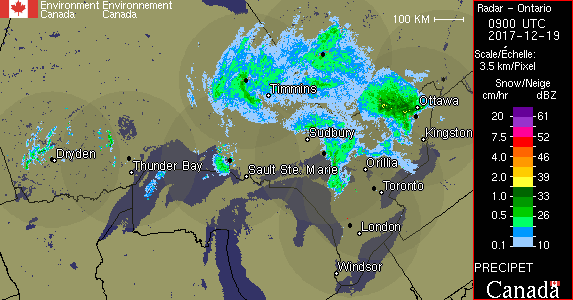 Environment Environnement
Canada Canada
100 KM
Radar - Ontario
0900 UTC
2017-12-19
Scale/Échelle:
3.5 km/Pixel
Snow/Neige
cm/hr dBZ
20 61
7.5 52
4.0 46
2.0 39
1.0 33
0.5 26
0.1 10
PRECIPET
Canada
Timmins
Ottawa
Sudbury
Kingston
Dryden
Thunder Bay
Sault Ste. Marie
Orillia
Toronto
London
Windsor